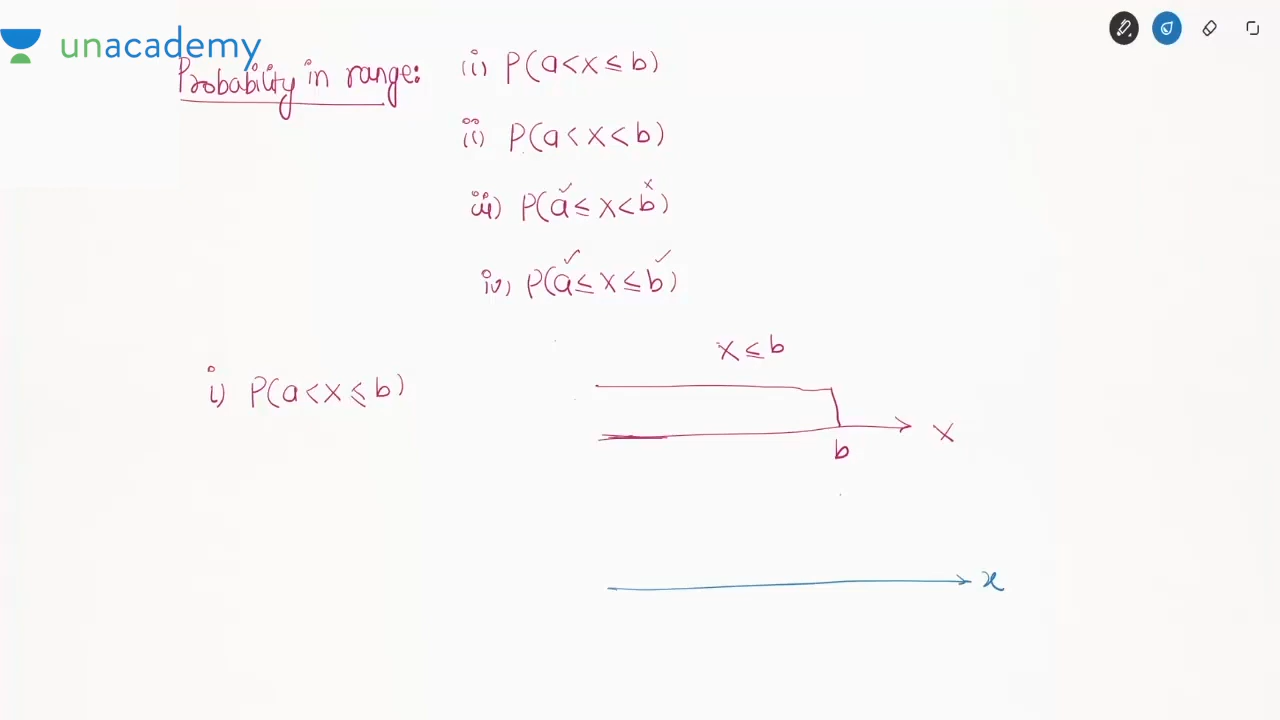 unacademy
Probability in range: (i) P(a<x≤b)
(ii) P(a<x<b)
iii) P(a✓≤x<b×)
iv) P(a✓≤x≤b✓)
x≤b
i) P(a<x≤b)
x
b
x